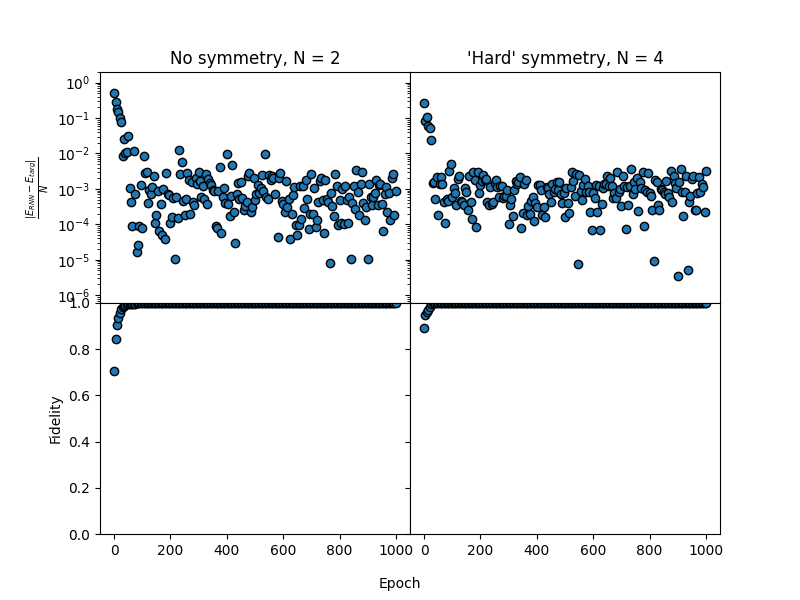 No symmetry, N = 2
'Hard' symmetry, N = 4
10⁰
10⁻¹
10⁻²
10⁻³
10⁻⁴
10⁻⁵
10⁻⁶
|E_RNN − E_targ|
N
1.0
0.8
0.6
0.4
0.2
0.0
Fidelity
0 200 400 600 800 1000
0 200 400 600 800 1000
Epoch